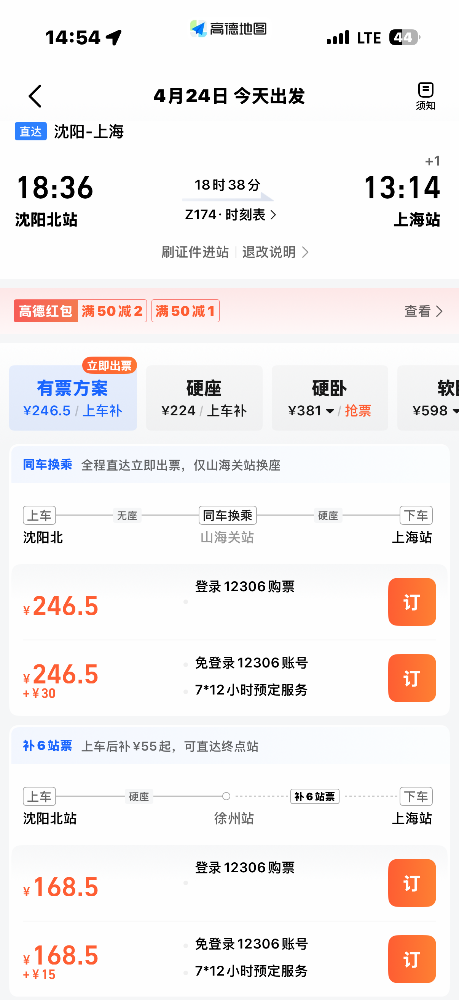 14:54
高德地图
LTE 44
4月24日 今天出发
须知
直达 沈阳-上海
+1
18:36
18时38分
13:14
沈阳北站
Z174·时刻表
上海站
刷证件进站
退改说明
高德红包 满50减2 满50减1
查看
立即出票
有票方案
¥246.5 / 上车补
硬座
¥224 / 上车补
硬卧
¥381 / 抢票
¥598
同车换乘 全程直达立即出票，仅山海关站换座
上车 无座 同车换乘 硬座 下车
沈阳北 山海关站 上海站
登录12306购票
¥246.5
订
免登录12306账号
¥246.5
+¥30
7*12小时预定服务
订
补6站票 上车后补¥55起，可直达终点站
上车 硬座 补6站票 下车
沈阳北站 徐州站 上海站
登录12306购票
¥168.5
订
免登录12306账号
¥168.5
+¥15
7*12小时预定服务
订